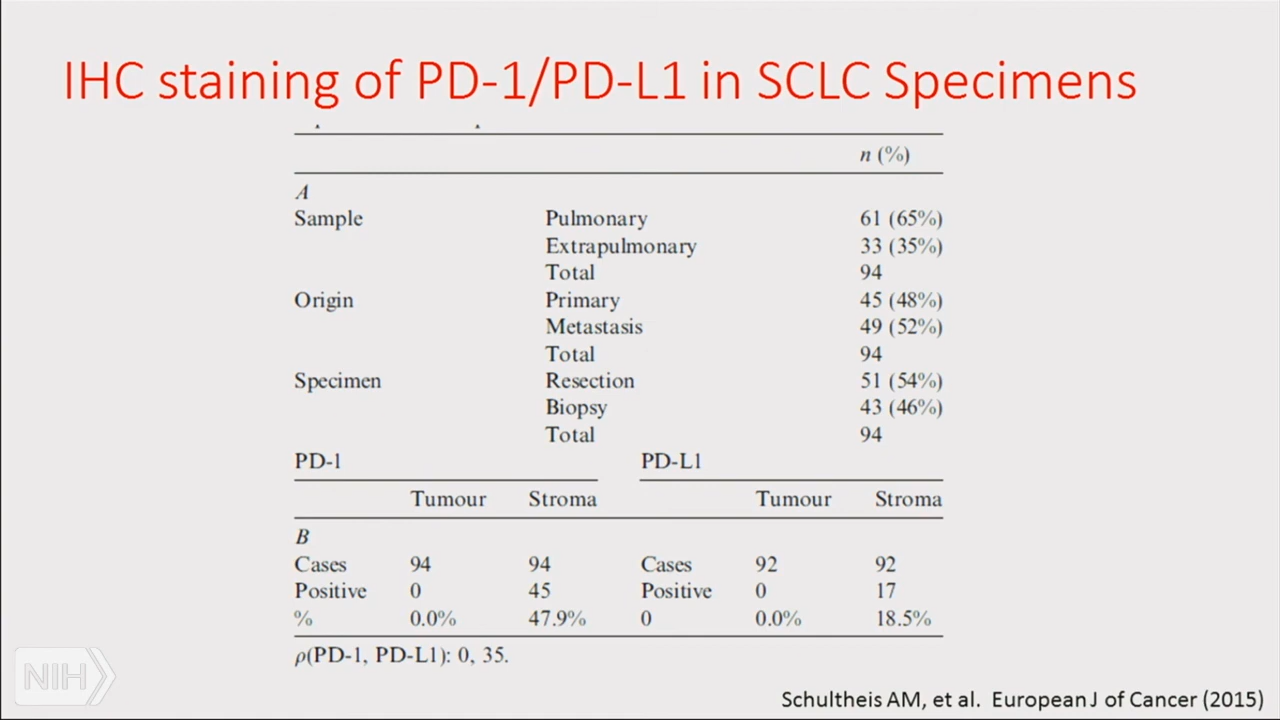 IHC staining of PD-1/PD-L1 in SCLC Specimens
n (%)
A
Sample Pulmonary 61 (65%)
Extrapulmonary 33 (35%)
Total 94
Origin Primary 45 (48%)
Metastasis 49 (52%)
Total 94
Specimen Resection 51 (54%)
Biopsy 43 (46%)
Total 94
PD-1 PD-L1
Tumour Stroma Tumour Stroma
B
Cases 94 94 Cases 92 92
Positive 0 45 Positive 0 17
% 0.0% 47.9% 0 0.0% 18.5%
ρ(PD-1, PD-L1): 0, 35.
NIH
Schultheis AM, et al. European J of Cancer (2015)